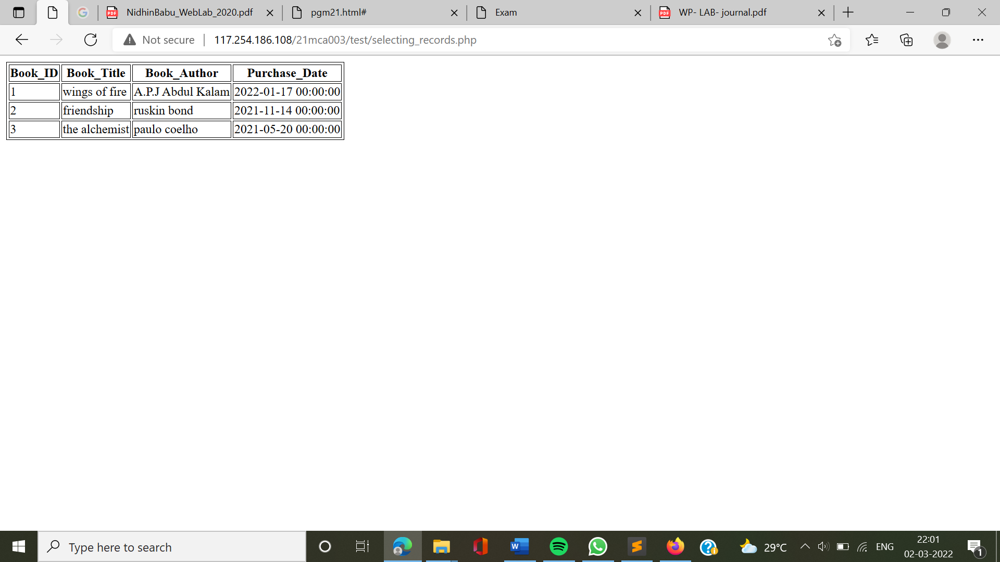 NidhinBabu_WebLab_2020.pdf pgm21.html# Exam WP- LAB- journal.pdf
Not secure 117.254.186.108/21mca003/test/selecting_records.php
Book_ID Book_Title Book_Author Purchase_Date
1 wings of fire A.P.J Abdul Kalam 2022-01-17 00:00:00
2 friendship ruskin bond 2021-11-14 00:00:00
3 the alchemist paulo coelho 2021-05-20 00:00:00
Type here to search 29°C ENG 22:01
02-03-2022 1